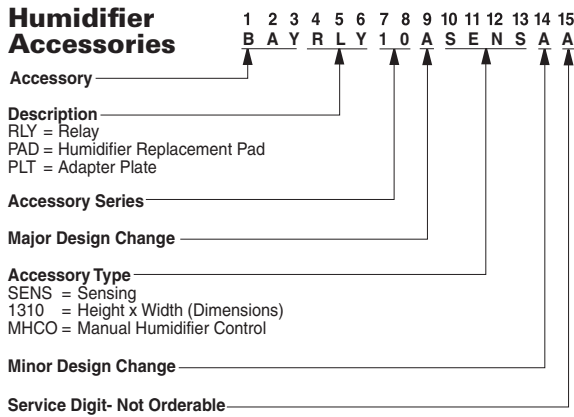 Humidifier
Accessories
1 2 3 4 5 6 7 8 9 10 11 12 13 14 15
B A Y R L Y 1 0 A S E N S A A
Accessory
Description
RLY = Relay
PAD = Humidifier Replacement Pad
PLT = Adapter Plate
Accessory Series
Major Design Change
Accessory Type
SENS = Sensing
1310 = Height x Width (Dimensions)
MHCO = Manual Humidifier Control
Minor Design Change
Service Digit- Not Orderable